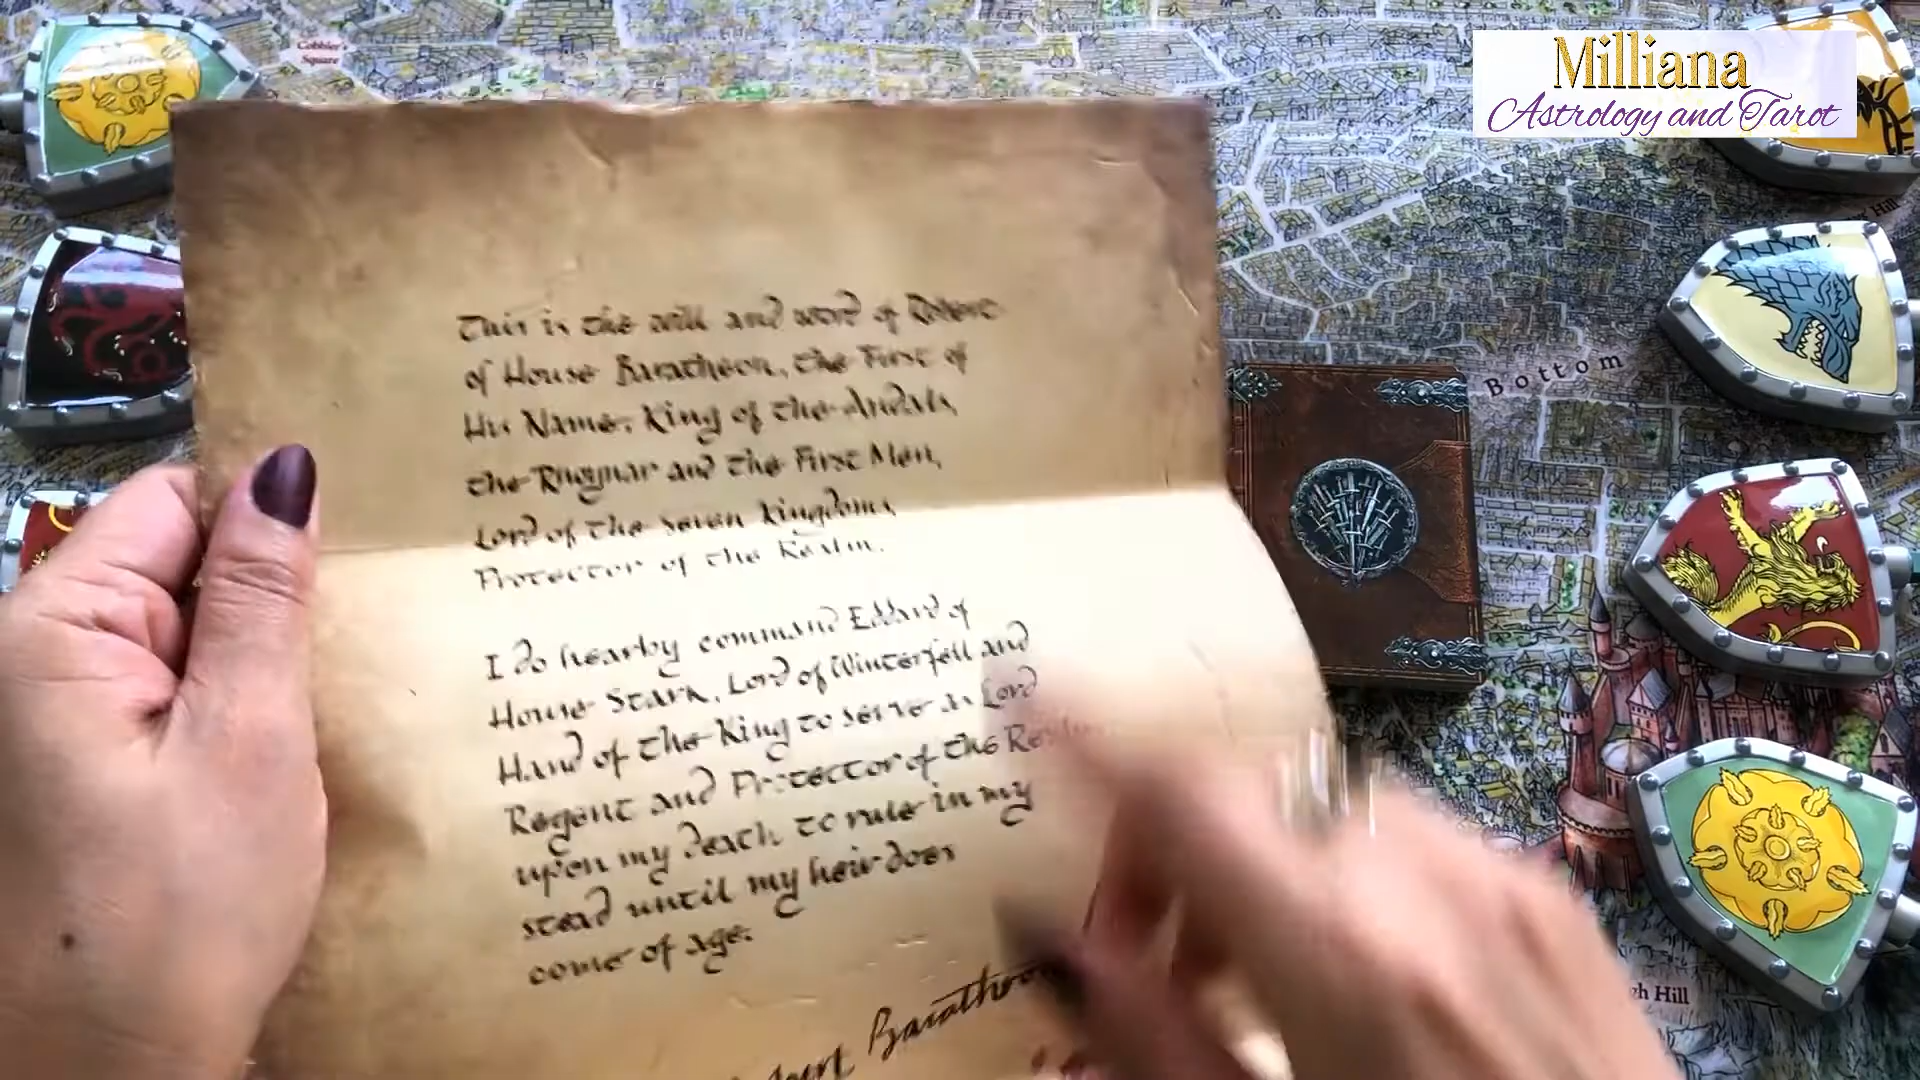 Cobbler's
Square
Milliana
Astrology and Tarot
This is the will and word of Robert
of House Baratheon, the First of
His Name, King of the Andals,
the Rhoynar and the First Men,
Lord of the Seven Kingdoms,
Protector of the Realm.
I do hearby command Eddard of
House Stark, Lord of Winterfell and
Hand of the King to serve as Lord
Regent and Protector of the Realm
upon my death to rule in my
stead until my heir does
come of age.
Baratheon
Bottom
Hill
Hill